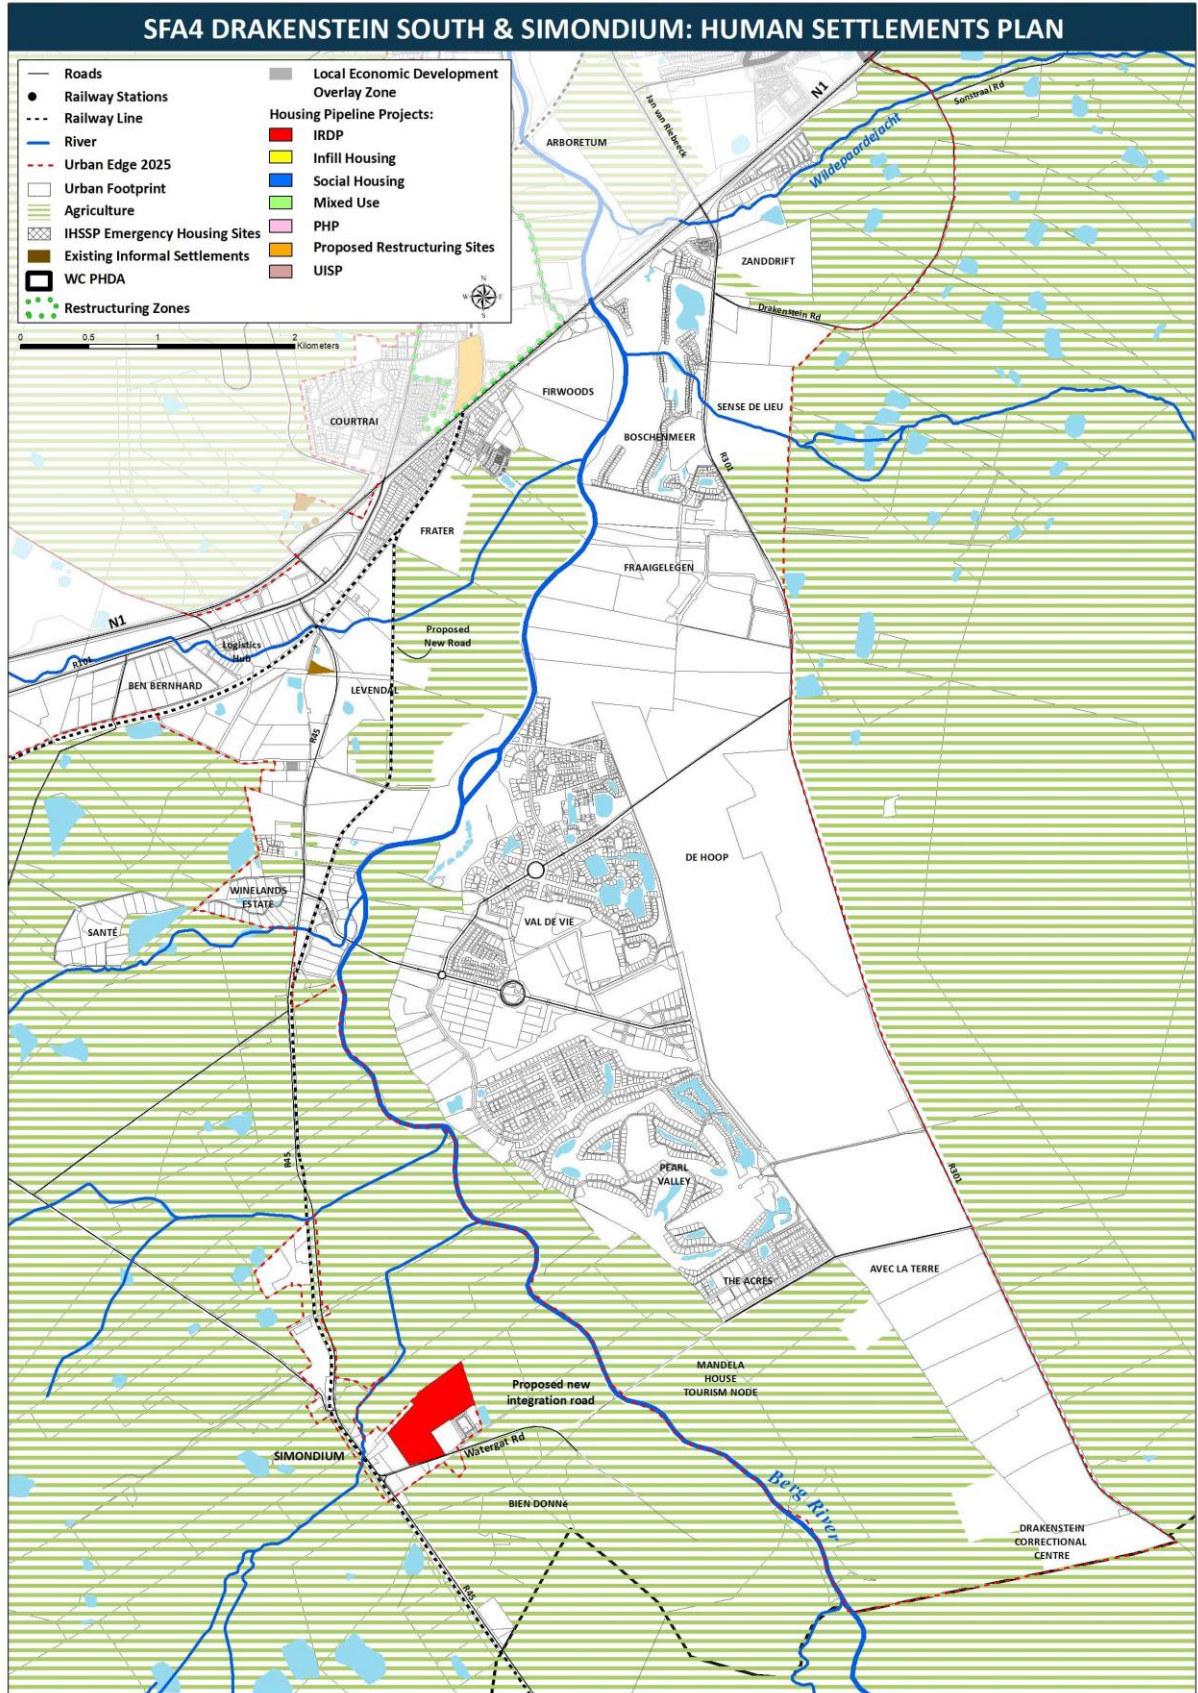 SFA4 DRAKENSTEIN SOUTH & SIMONDIUM: HUMAN SETTLEMENTS PLAN
Roads
Railway Stations
Railway Line
River
Urban Edge 2025
Urban Footprint
Agriculture
IHSSP Emergency Housing Sites
Existing Informal Settlements
WC PHDA
Restructuring Zones
Local Economic Development
Overlay Zone
Housing Pipeline Projects:
IRDP
Infill Housing
Social Housing
Mixed Use
PHP
Proposed Restructuring Sites
UISP
N
W
E
S
0 0.5 1 2
Kilometers
N1
Sonstraal Rd
Jan van Riebeeck
ARBORETUM
Wildepaardejacht
ZANDDRIFT
Drakenstein Rd
FIRWOODS
SENSE DE LIEU
COURTRAI
BOSCHENMEER
R301
FRATER
FRAAIGELEGEN
N1
Proposed
New Road
Logistics
Hub
R101
BEN BERNHARD
LEVENDAL
R45
DE HOOP
WINELANDS
ESTATE
VAL DE VIE
SANTÉ
R45
PEARL
VALLEY
R301
THE ACRES
AVEC LA TERRE
MANDELA
HOUSE
TOURISM NODE
Proposed new
integration road
SIMONDIUM
Watergat Rd
Berg River
BIEN DONNé
DRAKENSTEIN
CORRECTIONAL
CENTRE
R45